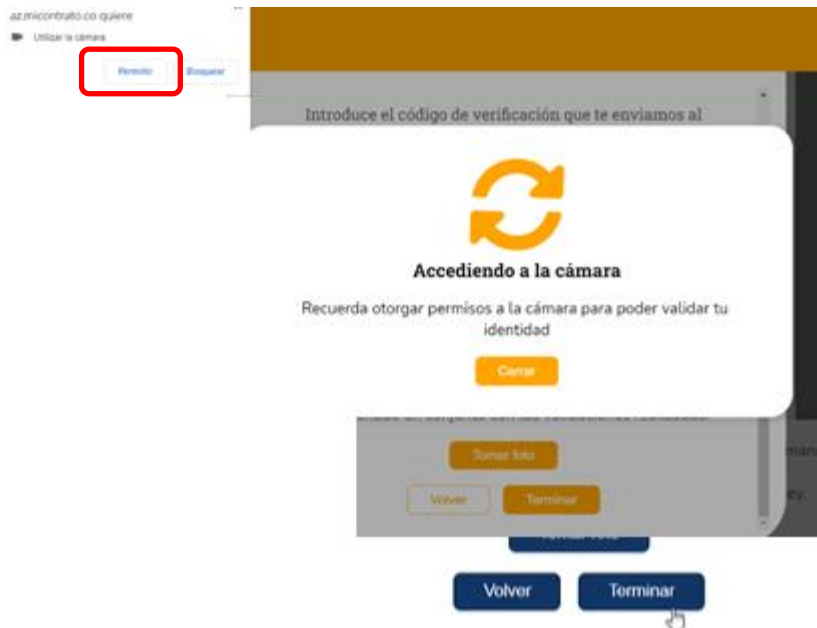 az.micontrato.co quiere
Utilizar la cámara
Permitir Bloquear
Introduce el código de verificación que te enviamos al
Accediendo a la cámara
Recuerda otorgar permisos a la cámara para poder validar tu
identidad
Cerrar
Tomar foto
Volver Terminar
Volver Terminar